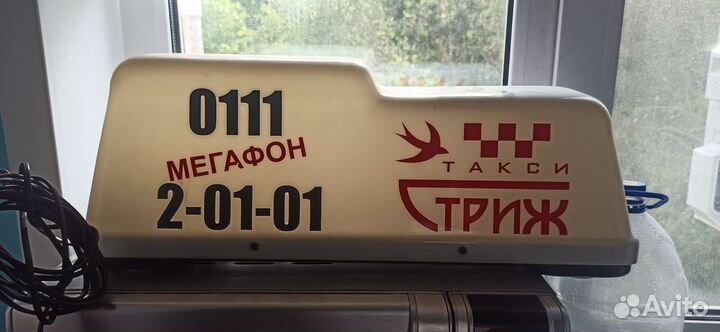 0111
МЕГАФОН
2-01-01
ТАКСИ
СТРИЖ
Avito